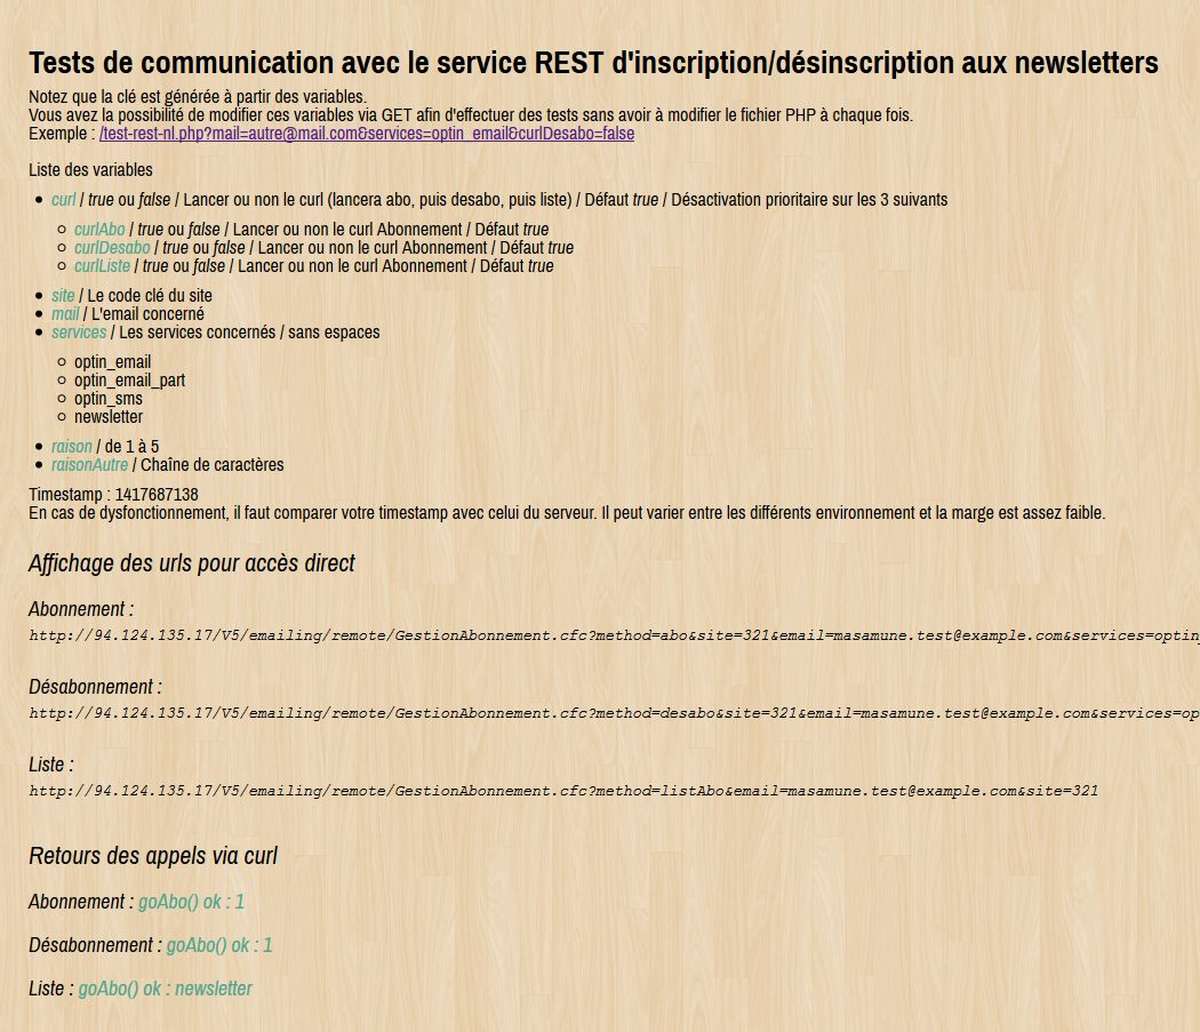 Tests de communication avec le service REST d'inscription/désinscription aux newsletters
Notez que la clé est générée à partir des variables.
Vous avez la possibilité de modifier ces variables via GET afin d'effectuer des tests sans avoir à modifier le fichier PHP à chaque fois.
Exemple : /test-rest-nl.php?mail=autre@mail.com&services=optin_email&curlDesabo=false
Liste des variables
curl / true ou false / Lancer ou non le curl (lancera abo, puis desabo, puis liste) / Défaut true / Désactivation prioritaire sur les 3 suivants
curlAbo / true ou false / Lancer ou non le curl Abonnement / Défaut true
curlDesabo / true ou false / Lancer ou non le curl Abonnement / Défaut true
curlListe / true ou false / Lancer ou non le curl Abonnement / Défaut true
site / Le code clé du site
mail / L'email concerné
services / Les services concernés / sans espaces
optin_email
optin_email_part
optin_sms
newsletter
raison / de 1 à 5
raisonAutre / Chaîne de caractères
Timestamp : 1417687138
En cas de dysfonctionnement, il faut comparer votre timestamp avec celui du serveur. Il peut varier entre les différents environnement et la marge est assez faible.
Affichage des urls pour accès direct
Abonnement :
http://94.124.135.17/V5/emailing/remote/GestionAbonnement.cfc?method=abo&site=321&email=masamune.test@example.com&services=optin_
Désabonnement :
http://94.124.135.17/V5/emailing/remote/GestionAbonnement.cfc?method=desabo&site=321&email=masamune.test@example.com&services=op
Liste :
http://94.124.135.17/V5/emailing/remote/GestionAbonnement.cfc?method=listAbo&email=masamune.test@example.com&site=321
Retours des appels via curl
Abonnement : goAbo() ok : 1
Désabonnement : goAbo() ok : 1
Liste : goAbo() ok : newsletter